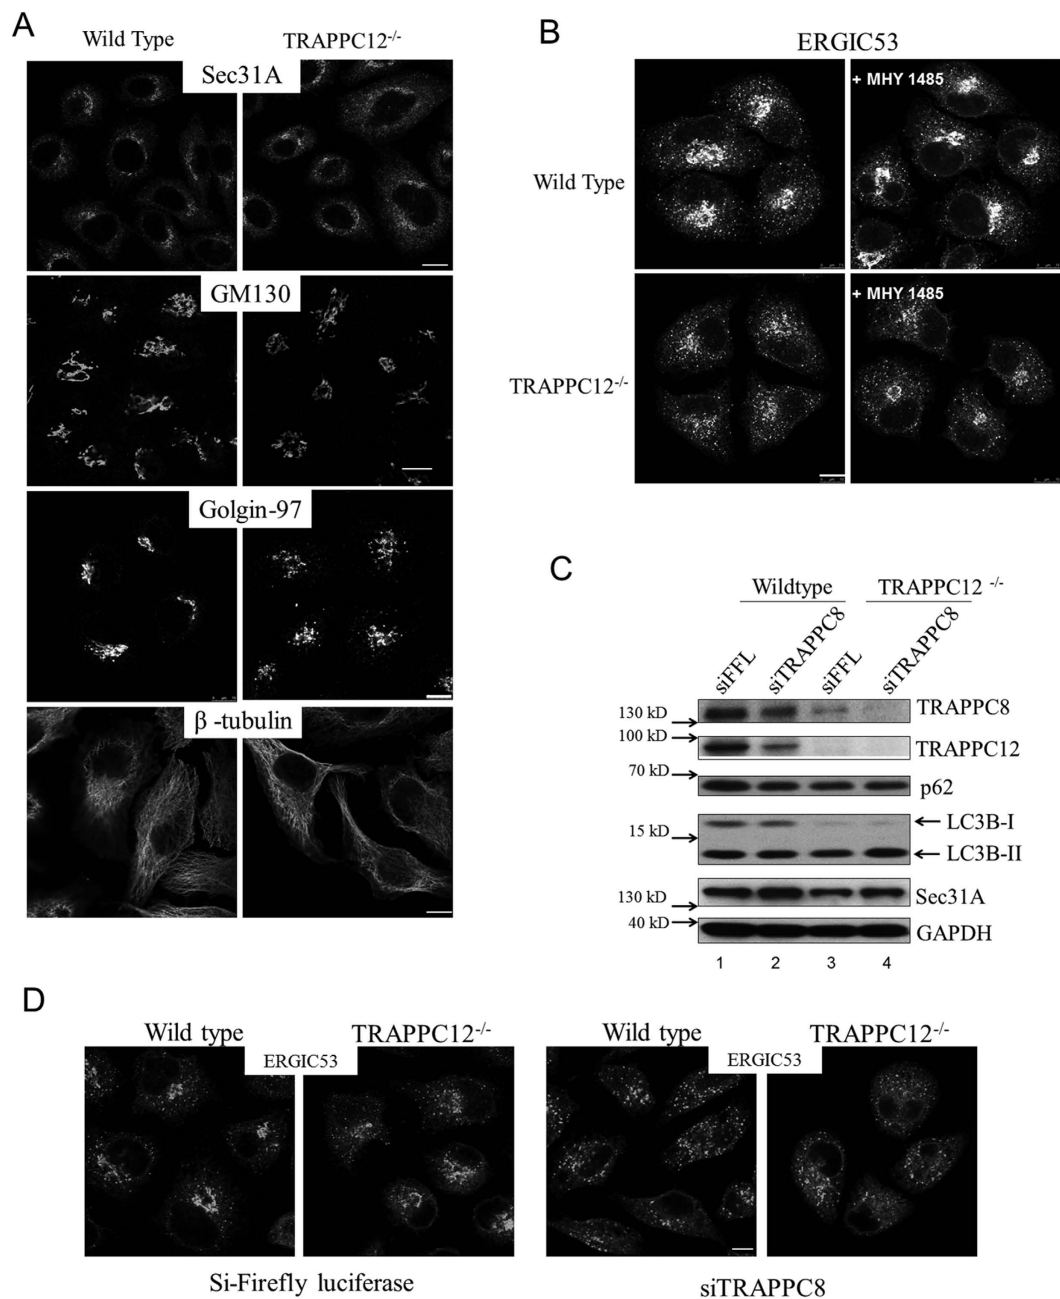 A
Wild Type
TRAPPC12-/-
Sec31A
GM130
Golgin-97
β -tubulin
B
ERGIC53
+ MHY 1485
Wild Type
+ MHY 1485
TRAPPC12-/-
C
Wildtype
TRAPPC12 -/-
siFFL
siTRAPPC8
siFFL
siTRAPPC8
130 kD
TRAPPC8
100 kD
TRAPPC12
70 kD
p62
LC3B-I
15 kD
LC3B-II
Sec31A
130 kD
40 kD
GAPDH
1 2 3 4
D
Wild type
TRAPPC12-/-
ERGIC53
Wild type
TRAPPC12-/-
ERGIC53
Si-Firefly luciferase
siTRAPPC8